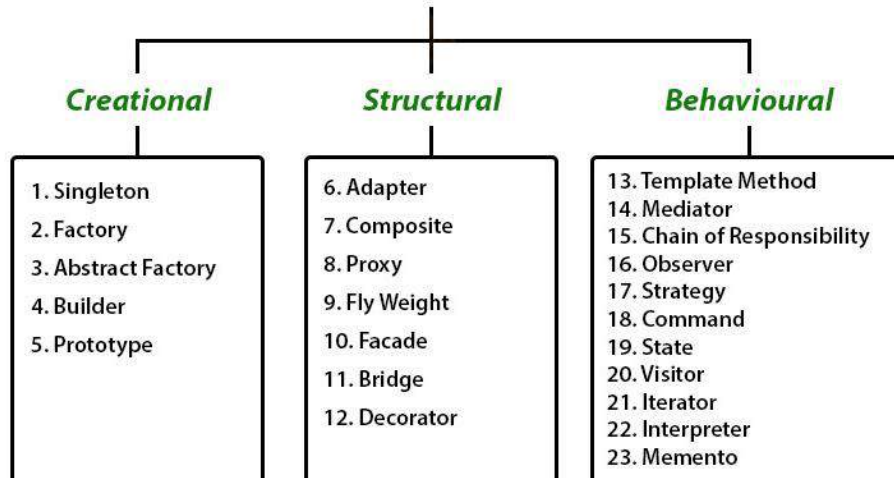 Creational
Structural
Behavioural
1. Singleton
2. Factory
3. Abstract Factory
4. Builder
5. Prototype
6. Adapter
7. Composite
8. Proxy
9. Fly Weight
10. Facade
11. Bridge
12. Decorator
13. Template Method
14. Mediator
15. Chain of Responsibility
16. Observer
17. Strategy
18. Command
19. State
20. Visitor
21. Iterator
22. Interpreter
23. Memento